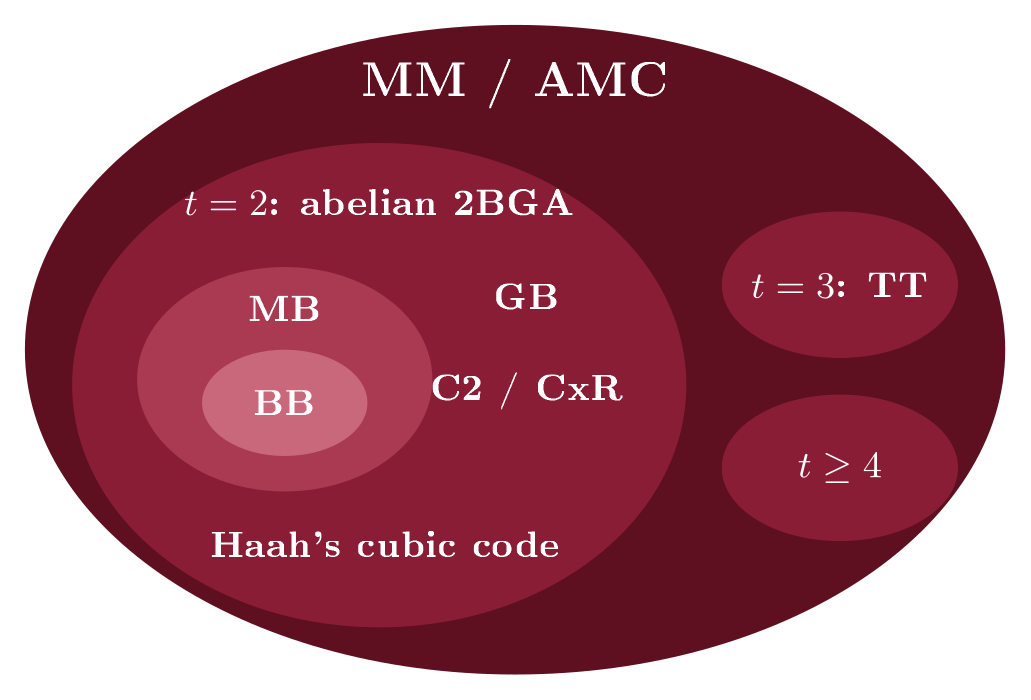 MM / AMC
t = 2: abelian 2BGA
t = 3: TT
MB
GB
C2 / CxR
BB
t ≥ 4
Haah's cubic code